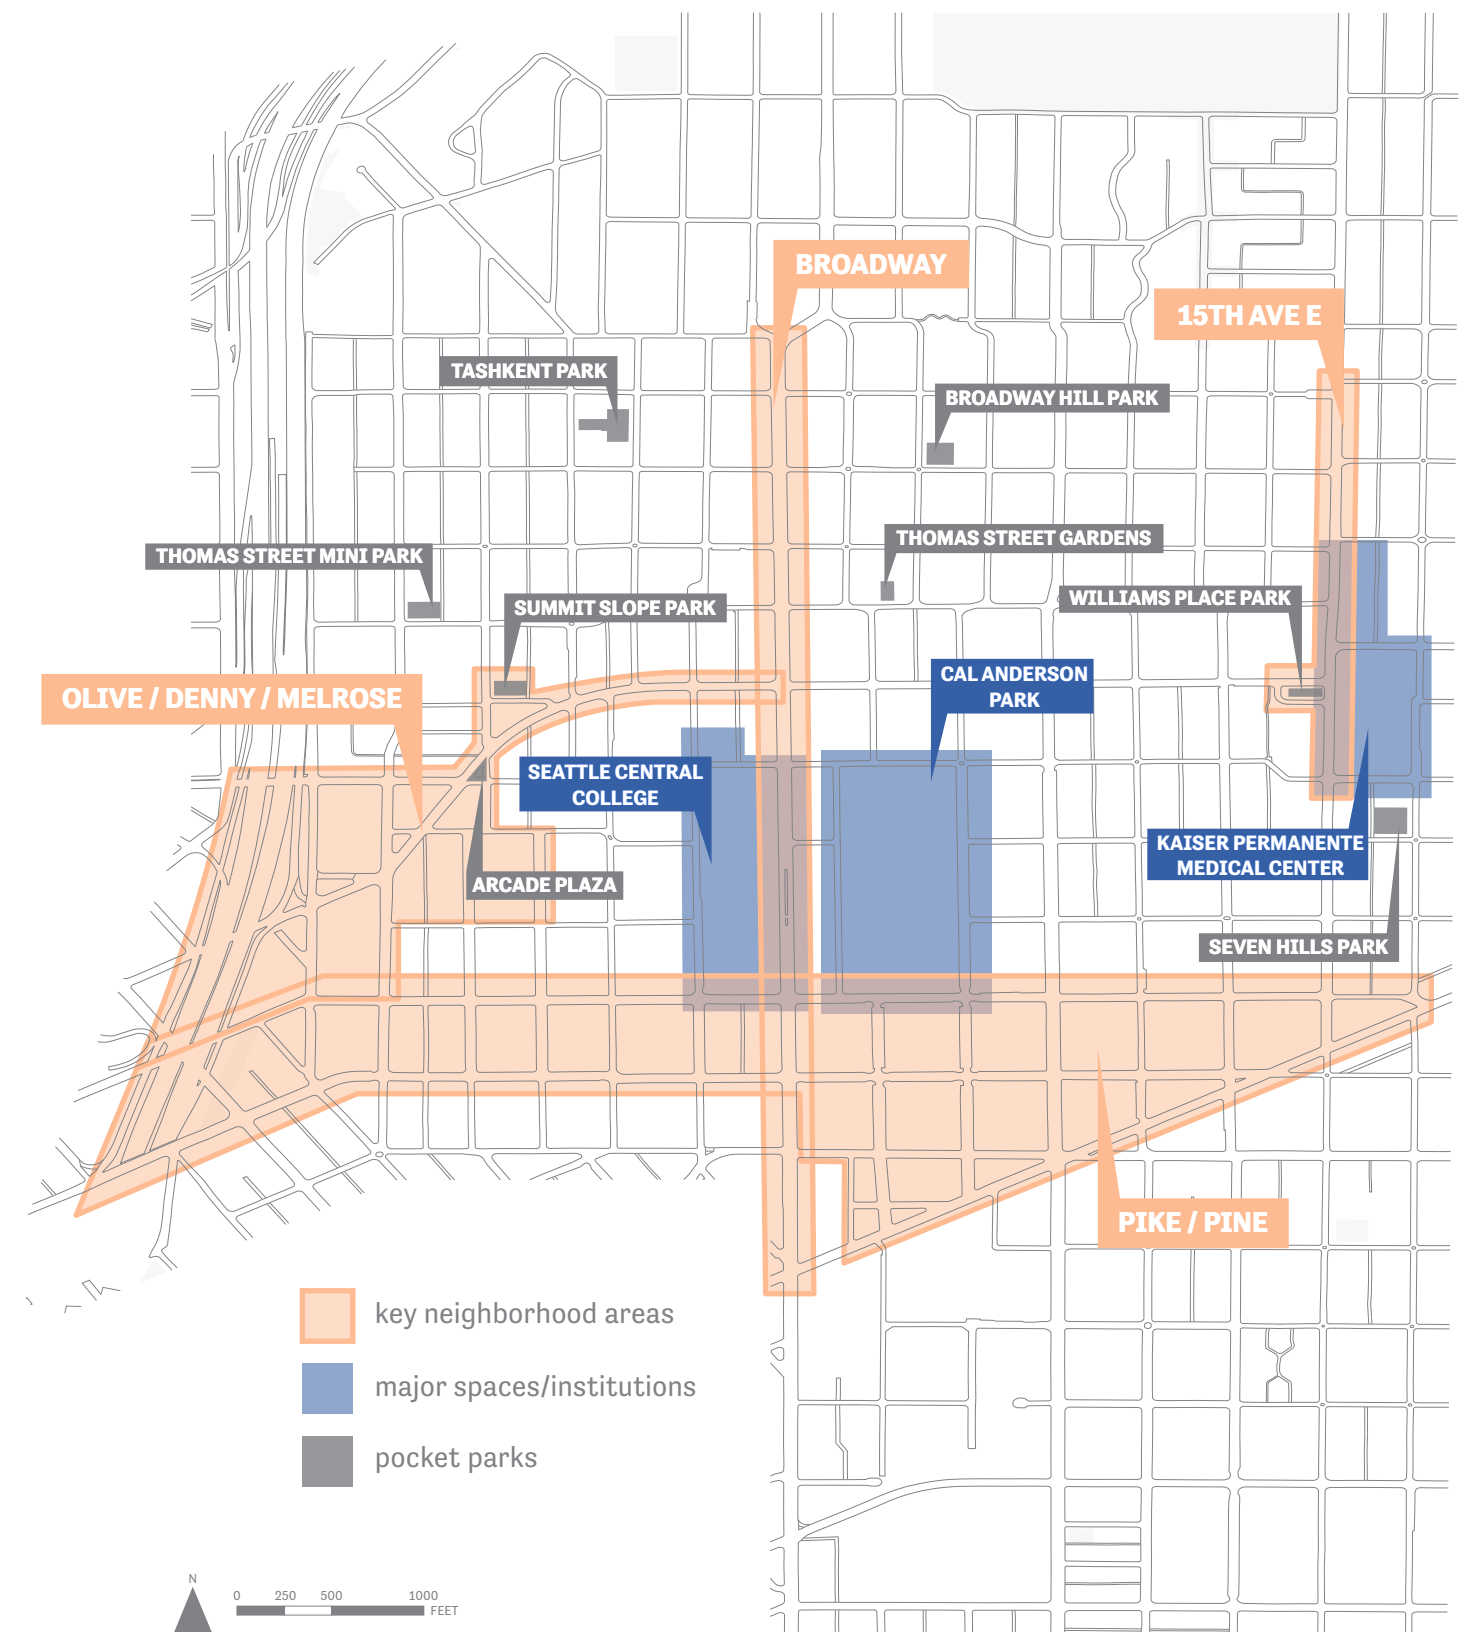 BROADWAY
15TH AVE E
TASHKENT PARK
BROADWAY HILL PARK
THOMAS STREET GARDENS
THOMAS STREET MINI PARK
WILLIAMS PLACE PARK
SUMMIT SLOPE PARK
CAL ANDERSON
PARK
OLIVE / DENNY / MELROSE
SEATTLE CENTRAL
COLLEGE
KAISER PERMANENTE
MEDICAL CENTER
ARCADE PLAZA
SEVEN HILLS PARK
PIKE / PINE
key neighborhood areas
major spaces/institutions
pocket parks
N
0 250 500 1000
FEET